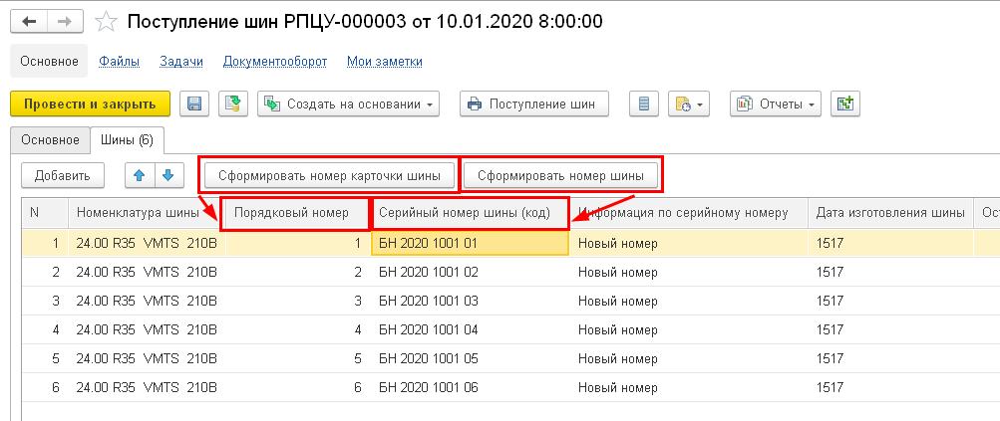 Поступление шин РПЦУ-000003 от 10.01.2020 8:00:00
Основное Файлы Задачи Документооборот Мои заметки
Провести и закрыть Создать на основании Поступление шин Отчеты
Основное Шины (6)
Добавить Сформировать номер карточки шины Сформировать номер шины
N Номенклатура шины Порядковый номер Серийный номер шины (код) Информация по серийному номеру Дата изготовления шины Ост
1 24.00 R35 VMTS 210B 1 БН 2020 1001 01 Новый номер 1517
2 24.00 R35 VMTS 210B 2 БН 2020 1001 02 Новый номер 1517
3 24.00 R35 VMTS 210B 3 БН 2020 1001 03 Новый номер 1517
4 24.00 R35 VMTS 210B 4 БН 2020 1001 04 Новый номер 1517
5 24.00 R35 VMTS 210B 5 БН 2020 1001 05 Новый номер 1517
6 24.00 R35 VMTS 210B 6 БН 2020 1001 06 Новый номер 1517